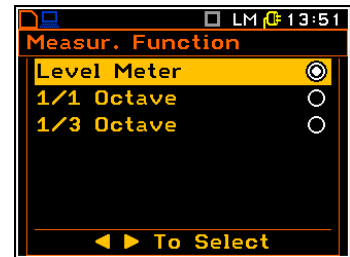 LM 13:51
Measur. Function
Level Meter
1/1 Octave
1/3 Octave
To Select